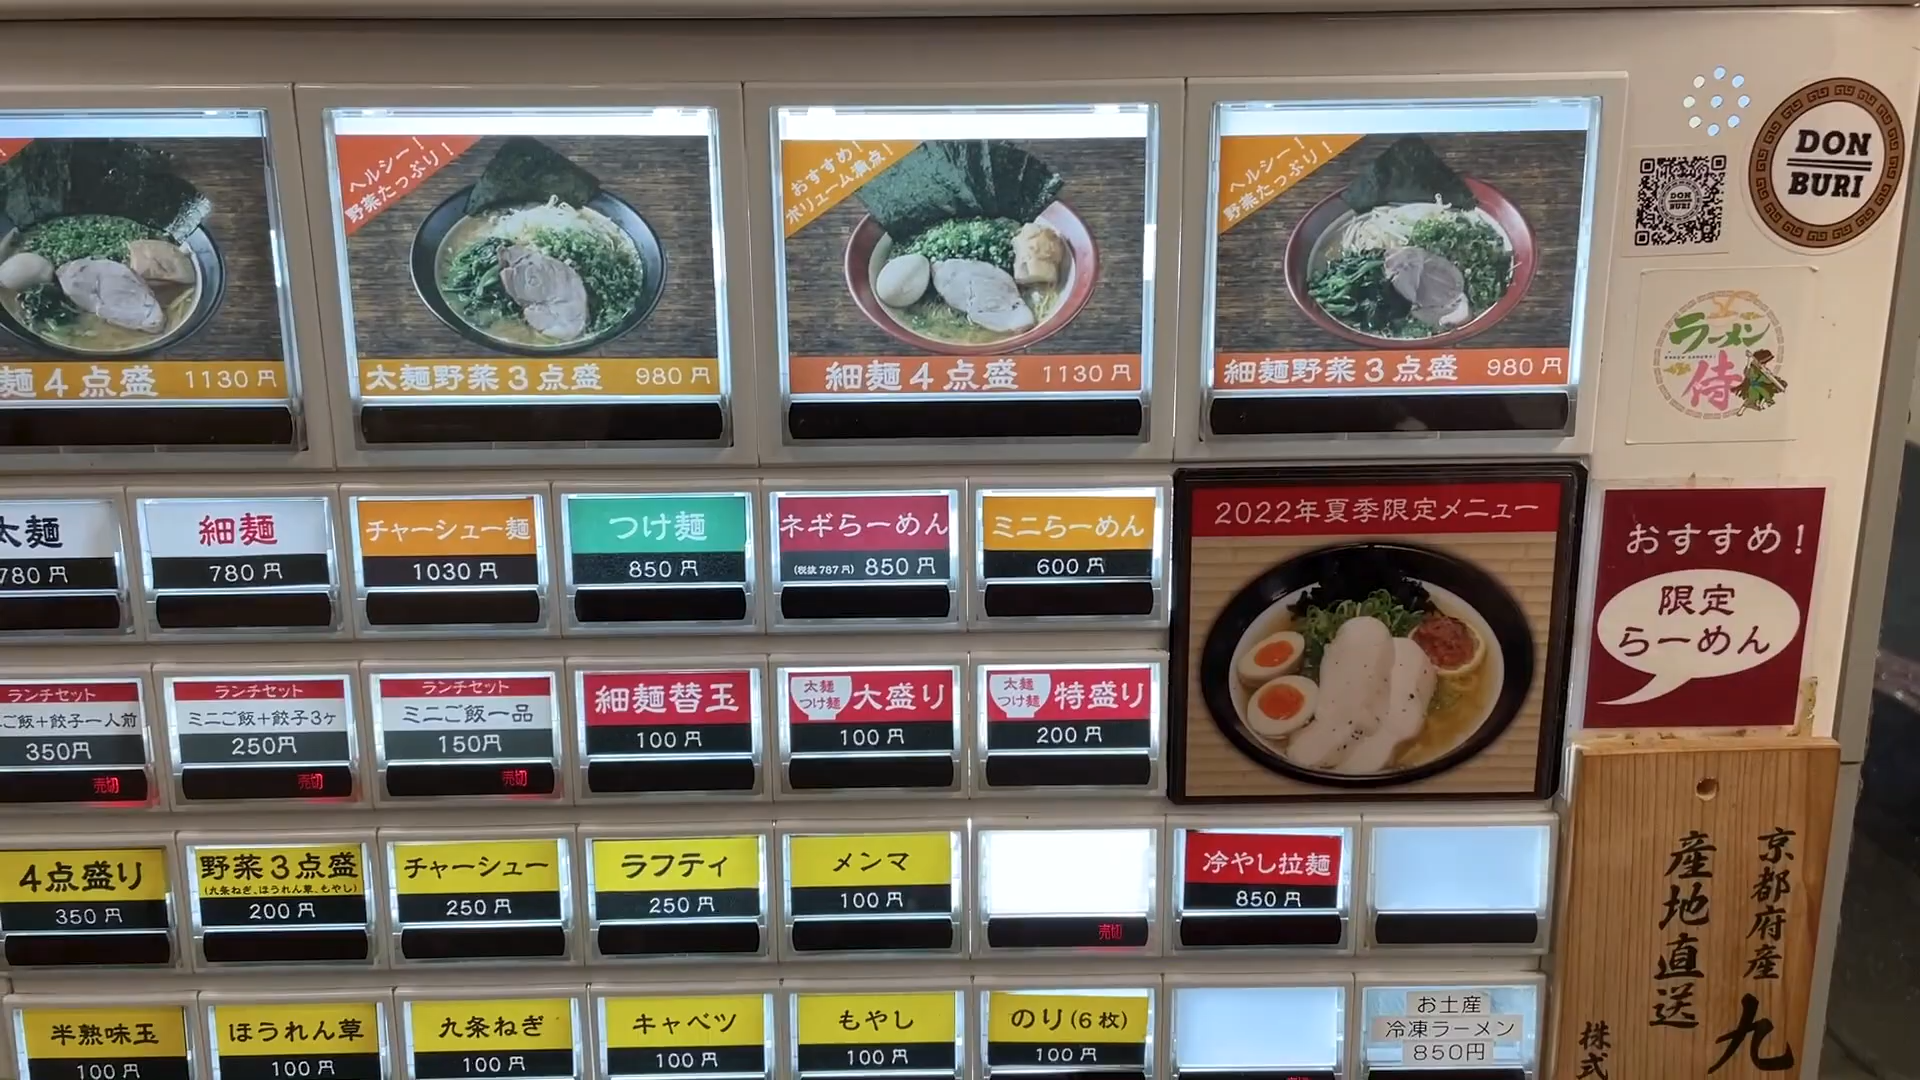 麺4点盛 1130円
ヘルシー!
野菜たっぷり!
太麺野菜3点盛 980円
おすすめ!
ボリューム満点!
細麺4点盛 1130円
ヘルシー!
野菜たっぷり!
細麺野菜3点盛 980円
DON
BURI
DON
BURI
ラーメン
侍
太麺
780円
細麺
780円
チャーシュー麺
1030円
つけ麺
850円
ネギらーめん
(税抜787円) 850円
ミニらーめん
600円
2022年夏季限定メニュー
おすすめ!
限定
らーめん
ランチセット
ご飯+餃子一人前
350円
売切
ランチセット
ミニご飯+餃子3ケ
250円
売切
ランチセット
ミニご飯一品
150円
売切
細麺替玉
100円
太麺
つけ麺
大盛り
100円
太麺
つけ麺
特盛り
200円
4点盛り
350円
野菜3点盛
(九条ねぎ、ほうれん草、もやし)
200円
チャーシュー
250円
ラフティ
250円
メンマ
100円
売切
冷やし拉麺
850円
半熟味玉
100円
ほうれん草
100円
九条ねぎ
100円
キャベツ
100円
もやし
100円
のり(6枚)
100円
お土産
冷凍ラーメン
850円
京都府産 九
産地直送
株式